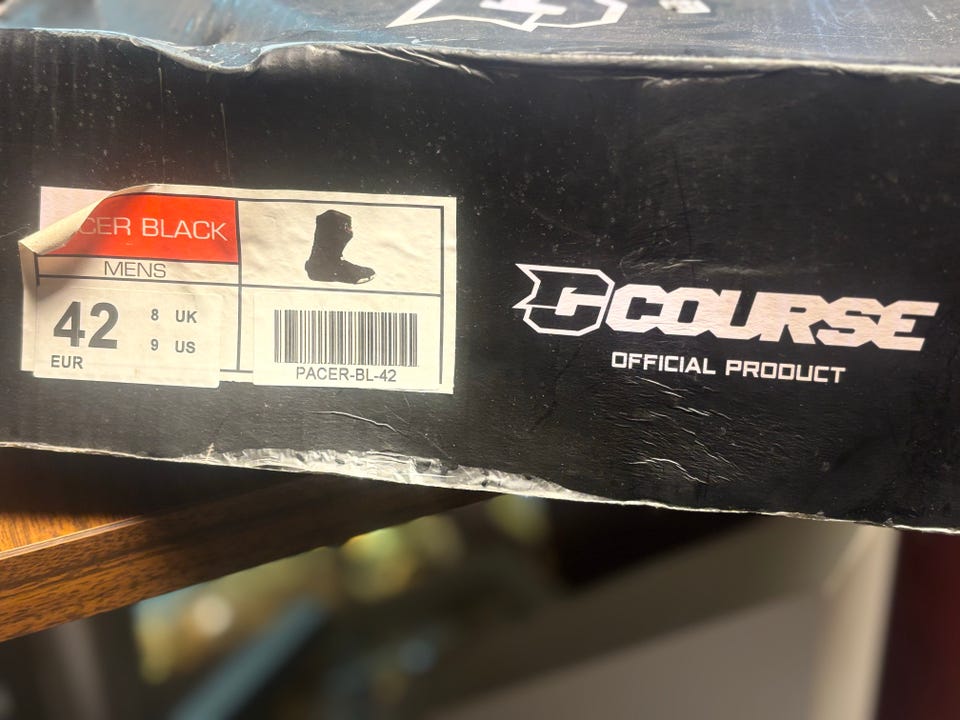 CER BLACK
MENS
42
EUR
8 UK
9 US
PACER-BL-42
COURSE
OFFICIAL PRODUCT